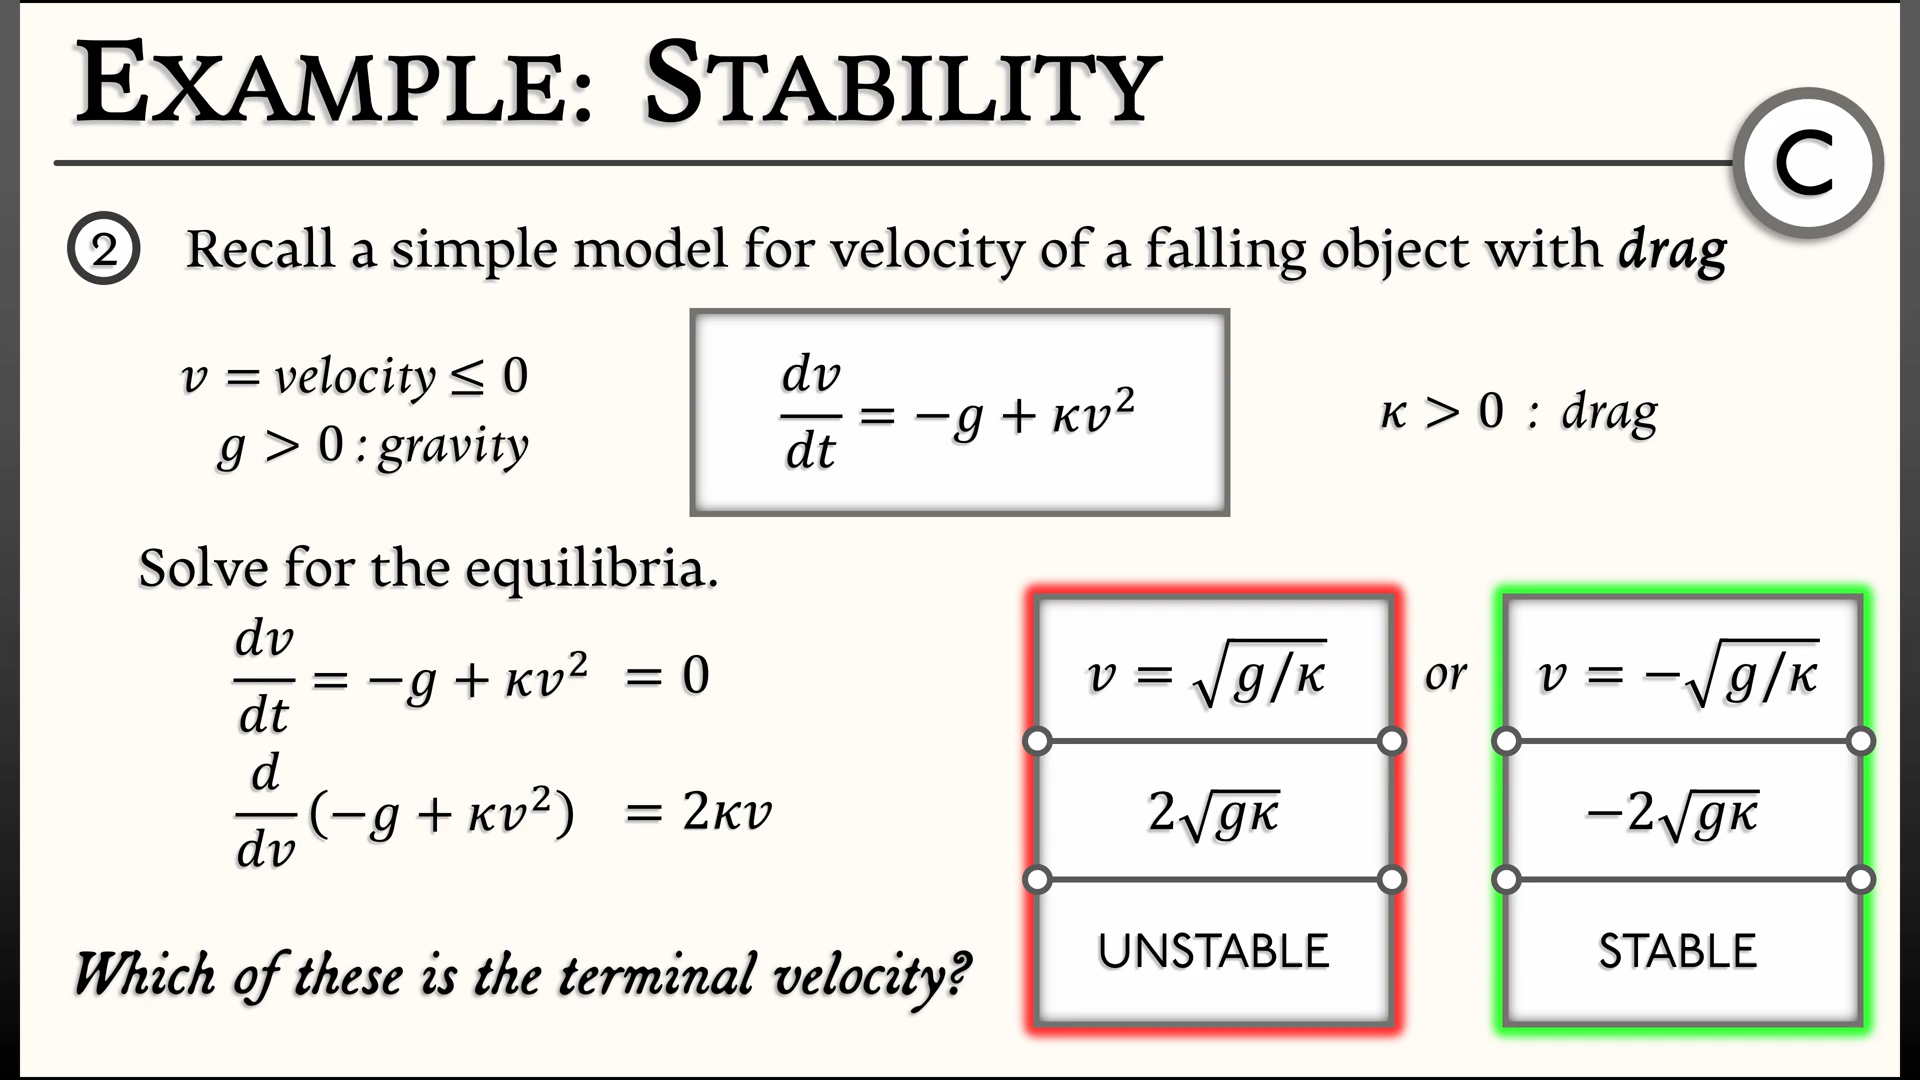 EXAMPLE: STABILITY
C
2 Recall a simple model for velocity of a falling object with drag
v = velocity ≤ 0
g > 0 : gravity
dv/dt = −g + κv²
κ > 0 : drag
Solve for the equilibria.
dv/dt = −g + κv² = 0
d/dv (−g + κv²) = 2κv
v = √g/κ or v = −√g/κ
2√gκ −2√gκ
UNSTABLE STABLE
Which of these is the terminal velocity?